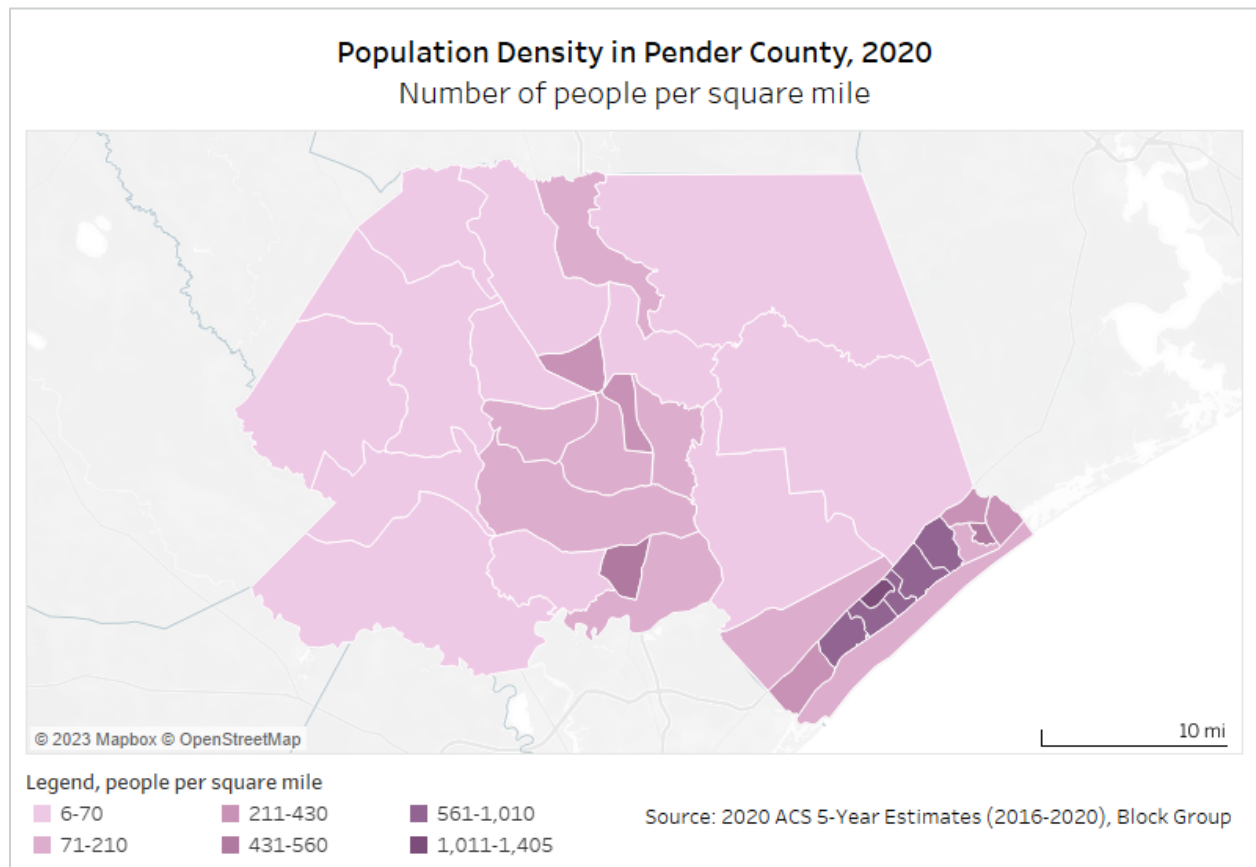 Population Density in Pender County, 2020
Number of people per square mile
© 2023 Mapbox © OpenStreetMap
10 mi
Legend, people per square mile
6-70
211-430
561-1,010
71-210
431-560
1,011-1,405
Source: 2020 ACS 5-Year Estimates (2016-2020), Block Group